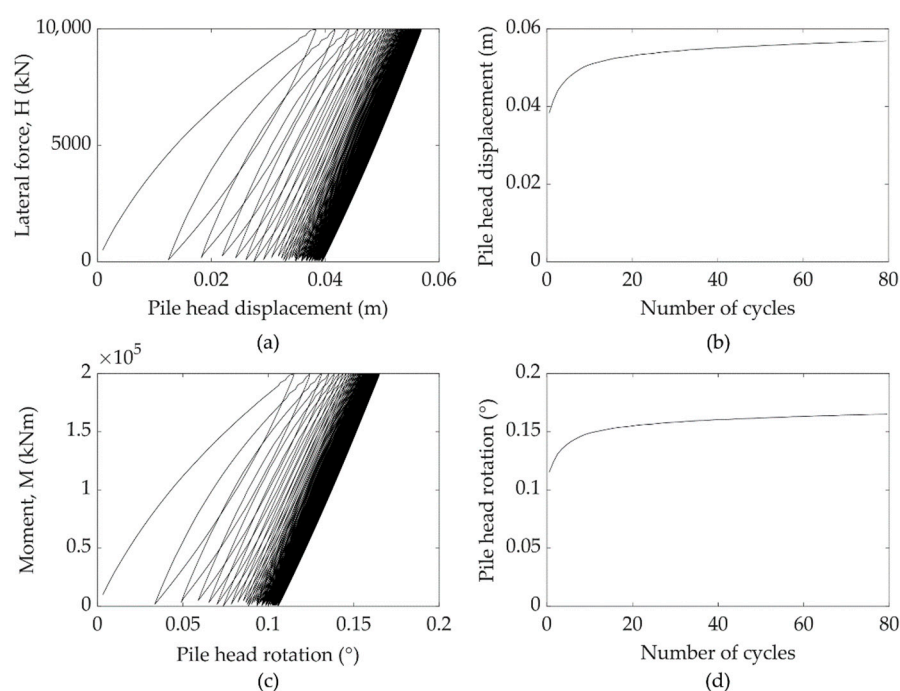 10,000
5000
0
Lateral force, H (kN)
0 0.02 0.04 0.06
Pile head displacement (m)
(a)
0.06
0.04
0.02
0
Pile head displacement (m)
0 20 40 60 80
Number of cycles
(b)
×10⁵
2
1.5
1
0.5
0
Moment, M (kNm)
0 0.05 0.1 0.15 0.2
Pile head rotation (°)
(c)
0.2
0.15
0.1
0.05
0
Pile head rotation (°)
0 20 40 60 80
Number of cycles
(d)